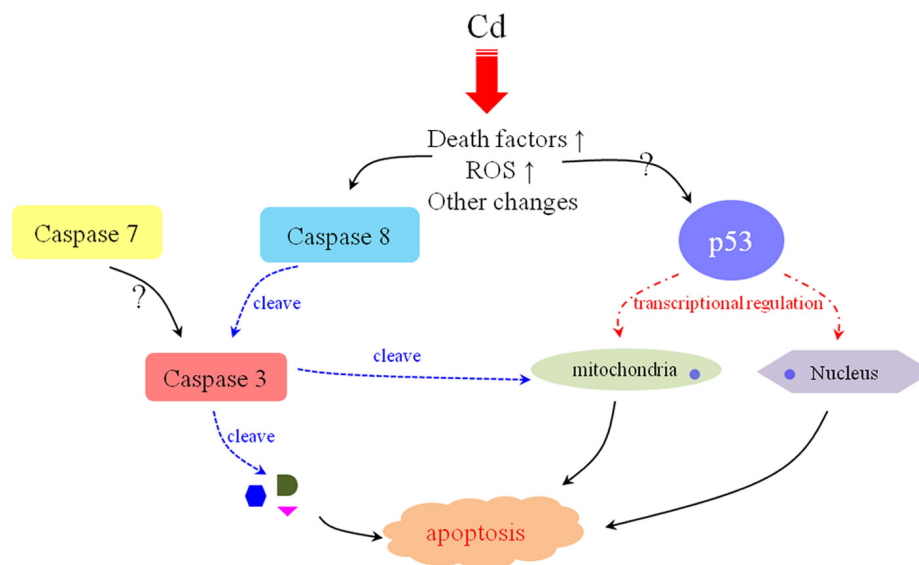 Cd
Death factors ↑
ROS ↑
Other changes
?
Caspase 7
Caspase 8
p53
?
cleave
transcriptional regulation
Caspase 3
cleave
mitochondria
Nucleus
cleave
apoptosis